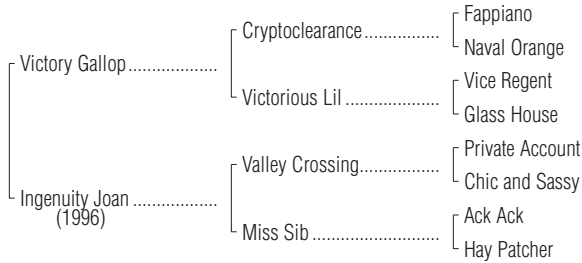 Fappiano
Cryptoclearance................
Naval Orange
Victory Gallop ...................
Vice Regent
Victorious Lil ....................
Glass House
Private Account
Valley Crossing.................
Chic and Sassy
Ingenuity Joan ..................
(1996)
Ack Ack
Miss Sib ...........................
Hay Patcher